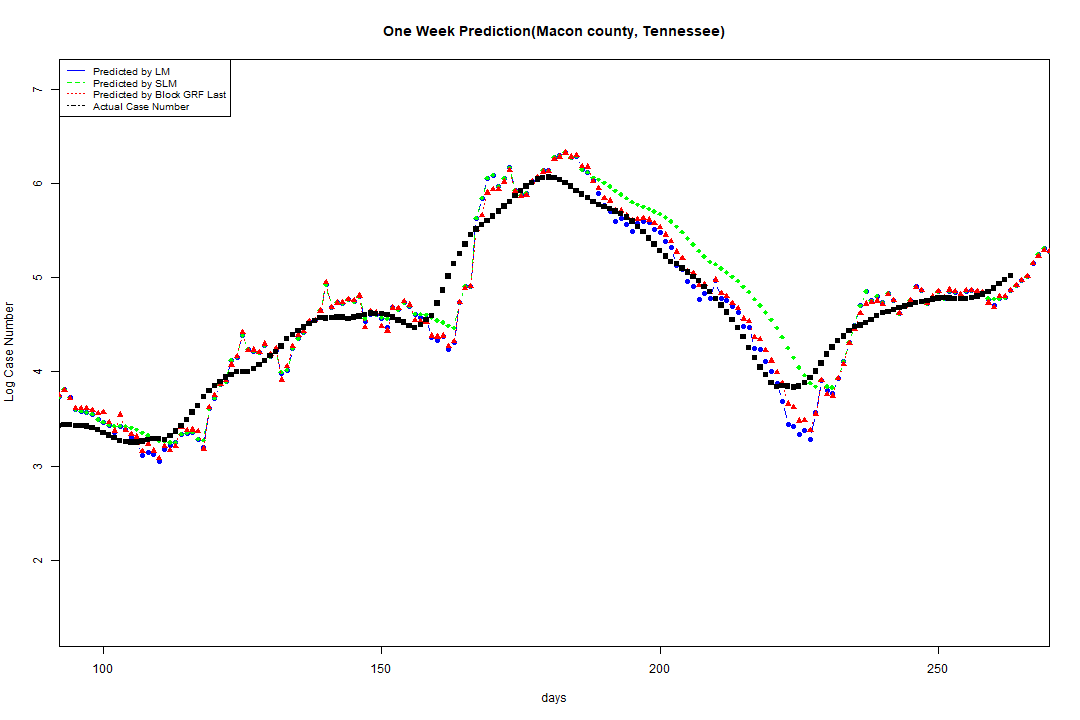 One Week Prediction(Macon county, Tennessee)
Predicted by LM
Predicted by SLM
Predicted by Block GRF Last
Actual Case Number
7
6
5
4
3
2
Log Case Number
100 150 200 250
days